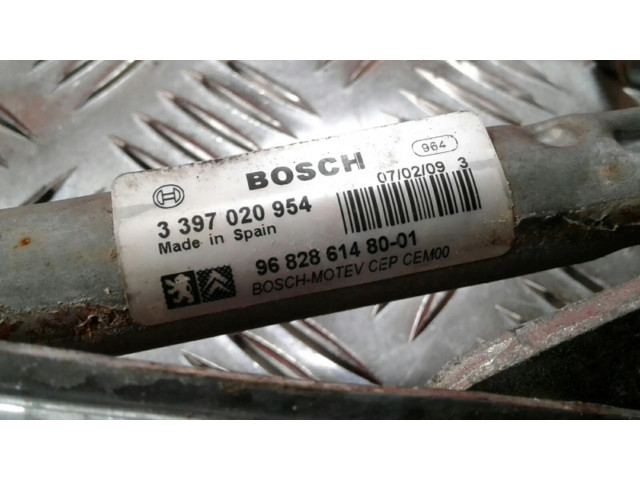 BOSCH
964
07/02/09 3
3 397 020 954
Made in Spain
96 828 614 80-01
BOSCH-MOTEV CEP CEM00